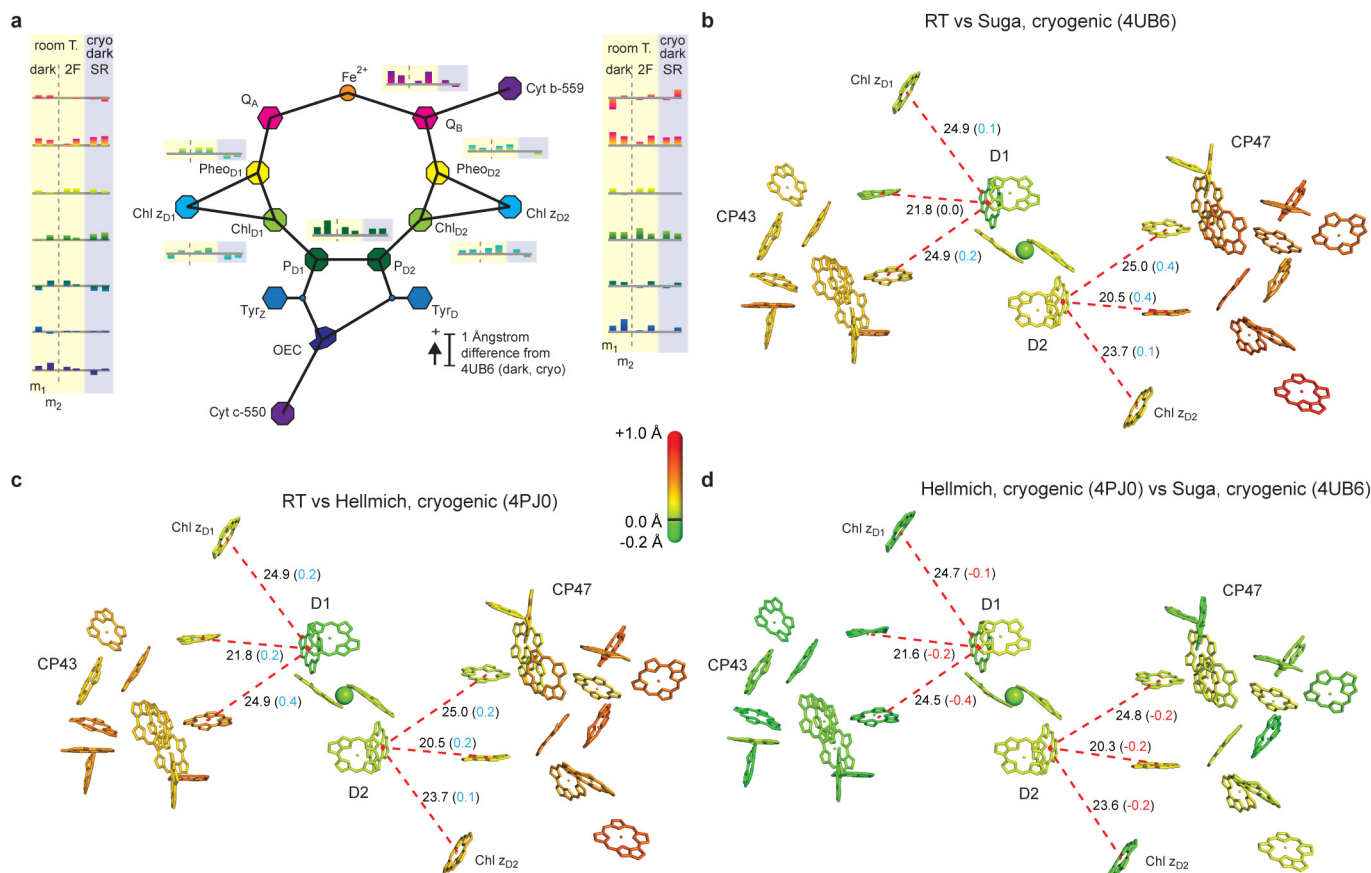 a
room T.
cryo
dark
dark
2F
SR
Fe2+
QA
QB
Cyt b-559
PheoD1
PheoD2
Chl zD1
Chl zD2
ChlD1
ChlD2
PD1
PD2
TyrZ
TyrD
OEC
+
1 Ångstrom
difference from
4UB6 (dark, cryo)
Cyt c-550
m1
m2
room T.
cryo
dark
dark
2F
SR
m1
m2
b
RT vs Suga, cryogenic (4UB6)
Chl zD1
24.9 (0.1)
D1
CP47
CP43
21.8 (0.0)
24.9 (0.2)
25.0 (0.4)
20.5 (0.4)
D2
23.7 (0.1)
Chl zD2
+1.0 Å
0.0 Å
-0.2 Å
c
RT vs Hellmich, cryogenic (4PJ0)
Chl zD1
24.9 (0.2)
D1
CP47
CP43
21.8 (0.2)
24.9 (0.4)
25.0 (0.2)
20.5 (0.2)
D2
23.7 (0.1)
Chl zD2
d
Hellmich, cryogenic (4PJ0) vs Suga, cryogenic (4UB6)
Chl zD1
24.7 (-0.1)
D1
CP47
CP43
21.6 (-0.2)
24.5 (-0.4)
24.8 (-0.2)
20.3 (-0.2)
D2
23.6 (-0.2)
Chl zD2